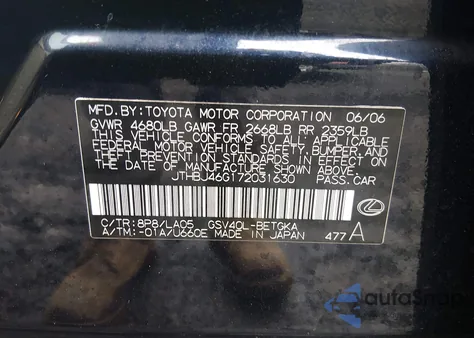 MFD. BY: TOYOTA MOTOR CORPORATION 06/06
GVWR 4680LB GAWR FR 2668LB RR 2359LB
THIS VEHICLE CONFORMS TO ALL APPLICABLE
FEDERAL MOTOR VEHICLE SAFETY, BUMPER,
AND THEFT PREVENTION STANDARDS IN EFFECT ON
THE DATE OF MANUFACTURE SHOWN ABOVE.
JTHBJ46G172031630 PASS.CAR
C/TR: 8P8/LA05 GSV40L-BETGKA
A/TM: -01A/U660E MADE IN JAPAN 477 A